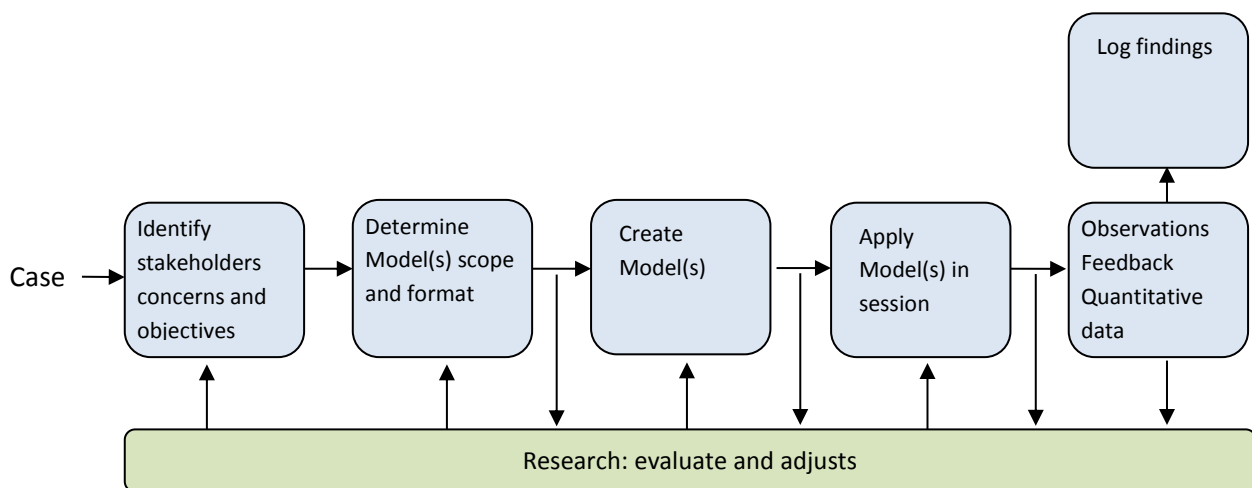 Log findings
Case
Identify
stakeholders
concerns and
objectives
Determine
Model(s) scope
and format
Create
Model(s)
Apply
Model(s) in
session
Observations
Feedback
Quantitative
data
Research: evaluate and adjusts